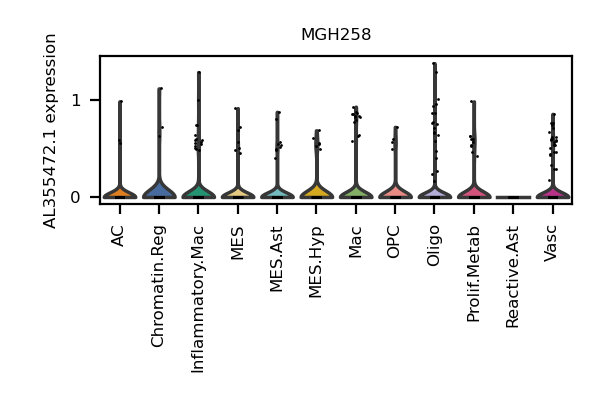 MGH258
AL355472.1 expression
1
0
AC
Chromatin.Reg
Inflammatory.Mac
MES
MES.Ast
MES.Hyp
Mac
OPC
Oligo
Prolif.Metab
Reactive.Ast
Vasc